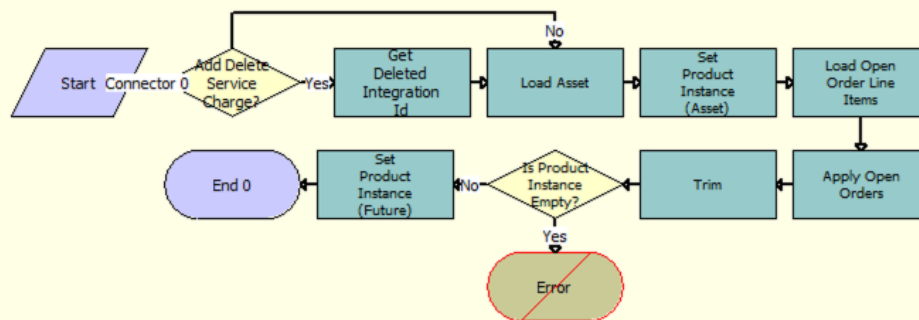 No
Start
Connector 0
Add Delete
Service
Charge?
Yes
Get
Deleted
Integration
Id
Load Asset
Set
Product
Instance
(Asset)
Load Open
Order Line
Items
End 0
Set
Product
Instance
(Future)
No
Is Product
Instance
Empty?
Trim
Apply Open
Orders
Yes
Error